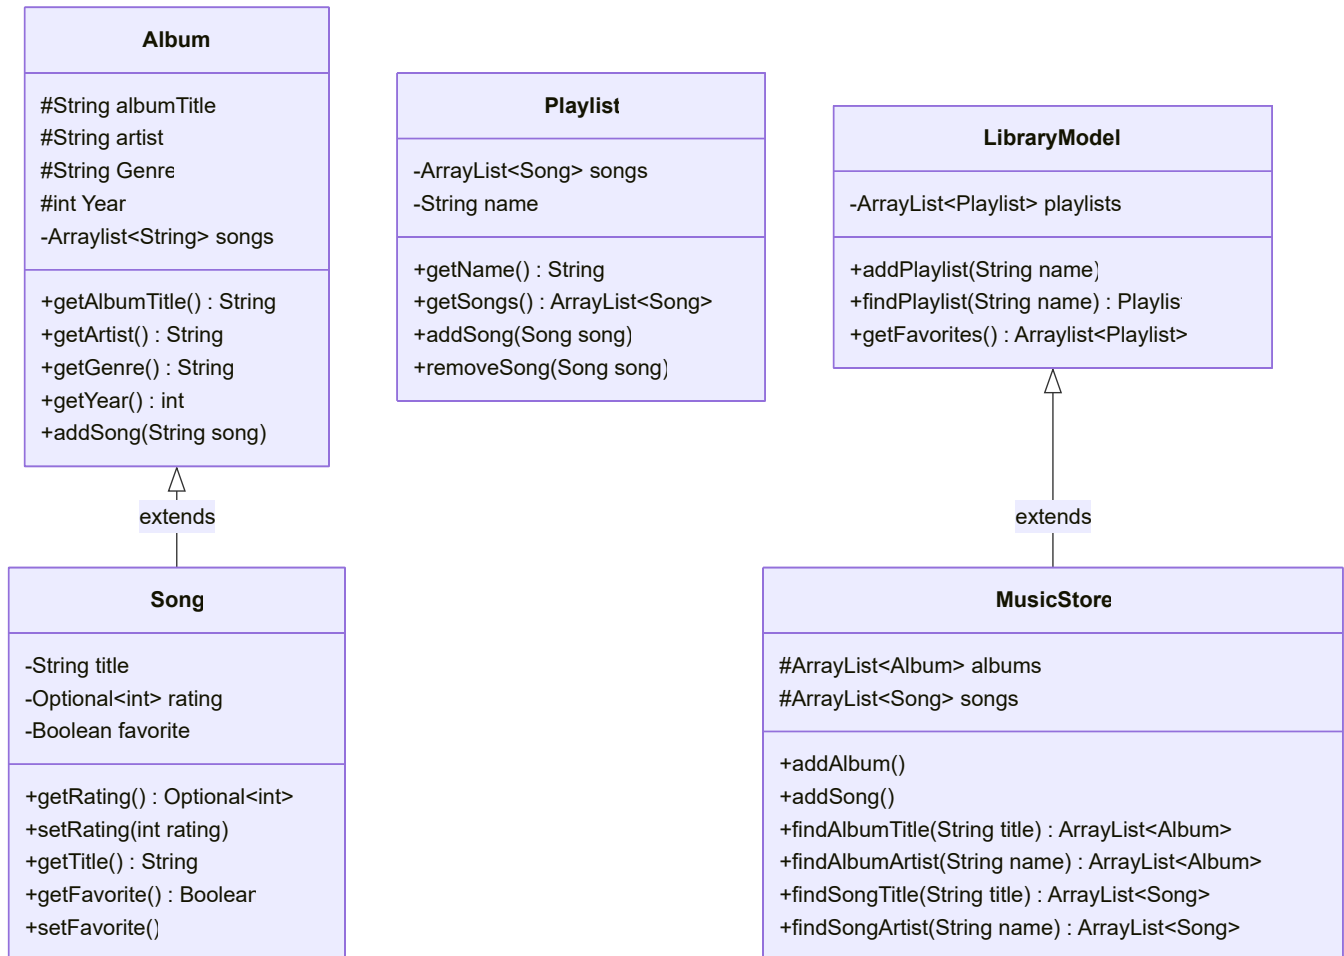 Album
#String albumTitle
#String artist
#String Genre
#int Year
-Arraylist<String> songs
+getAlbumTitle() : String
+getArtist() : String
+getGenre() : String
+getYear() : int
+addSong(String song)
Playlist
-ArrayList<Song> songs
-String name
+getName() : String
+getSongs() : ArrayList<Song>
+addSong(Song song)
+removeSong(Song song)
LibraryModel
-ArrayList<Playlist> playlists
+addPlaylist(String name)
+findPlaylist(String name) : Playlis
+getFavorites() : Arraylist<Playlist>
extends
extends
Song
-String title
-Optional<int> rating
-Boolean favorite
+getRating() : Optional<int>
+setRating(int rating)
+getTitle() : String
+getFavorite() : Boolean
+setFavorite()
MusicStore
#ArrayList<Album> albums
#ArrayList<Song> songs
+addAlbum()
+addSong()
+findAlbumTitle(String title) : ArrayList<Album>
+findAlbumArtist(String name) : ArrayList<Album>
+findSongTitle(String title) : ArrayList<Song>
+findSongArtist(String name) : ArrayList<Song>